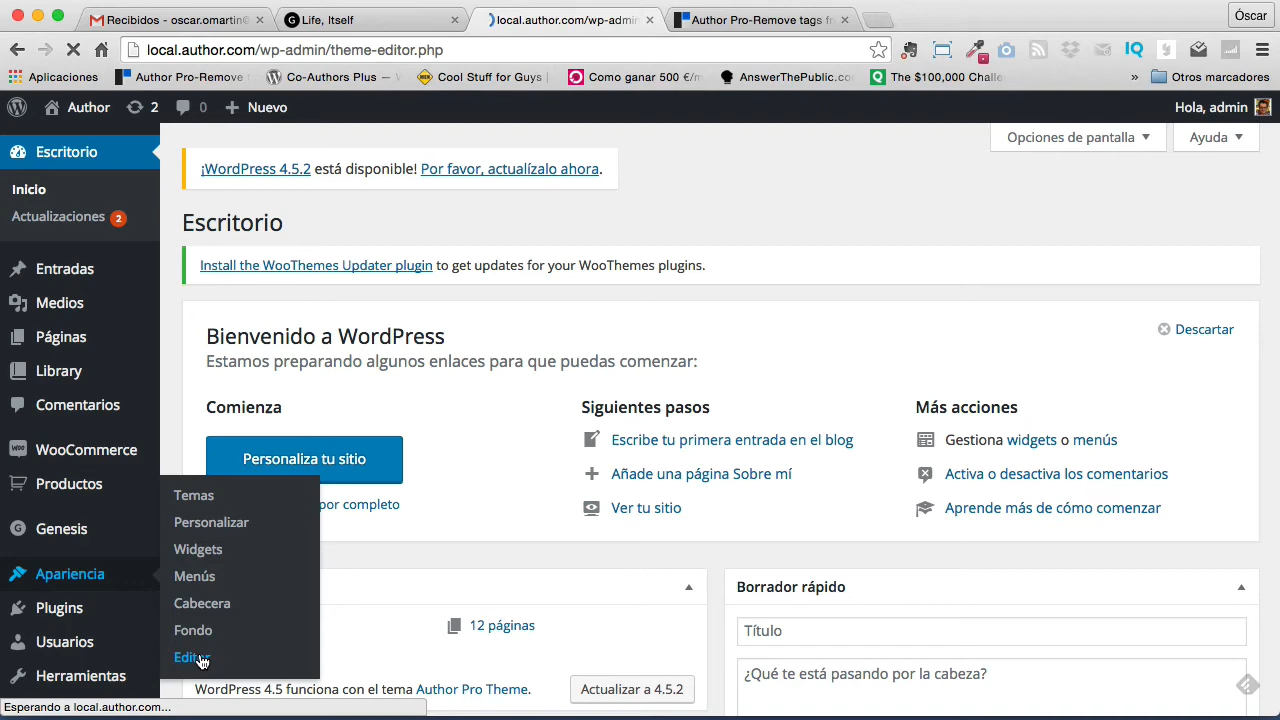 Recibidos - oscar.omartin@
Life, Itself
local.author.com/wp-admin
Author Pro-Remove tags fr
Óscar
local.author.com/wp-admin/theme-editor.php
Aplicaciones
Author Pro-Remove
Co-Authors Plus —
Cool Stuff for Guys
Como ganar 500 €/m
AnswerThePublic.co
The $100,000 Challe
»
Otros marcadores
Author
2
0
Nuevo
Hola, admin
Escritorio
Inicio
Actualizaciones 2
Entradas
Medios
Páginas
Library
Comentarios
WooCommerce
Productos
Genesis
Apariencia
Plugins
Usuarios
Herramientas
Temas
Personalizar
Widgets
Menús
Cabecera
Fondo
Editor
Opciones de pantalla
Ayuda
¡WordPress 4.5.2 está disponible! Por favor, actualízalo ahora.
Escritorio
Install the WooThemes Updater plugin to get updates for your WooThemes plugins.
Bienvenido a WordPress
Descartar
Estamos preparando algunos enlaces para que puedas comenzar:
Comienza
Personaliza tu sitio
por completo
Siguientes pasos
Escribe tu primera entrada en el blog
Añade una página Sobre mí
Ver tu sitio
Más acciones
Gestiona widgets o menús
Activa o desactiva los comentarios
Aprende más de cómo comenzar
12 páginas
WordPress 4.5 funciona con el tema Author Pro Theme.
Actualizar a 4.5.2
Borrador rápido
Título
¿Qué te está pasando por la cabeza?
Esperando a local.author.com...